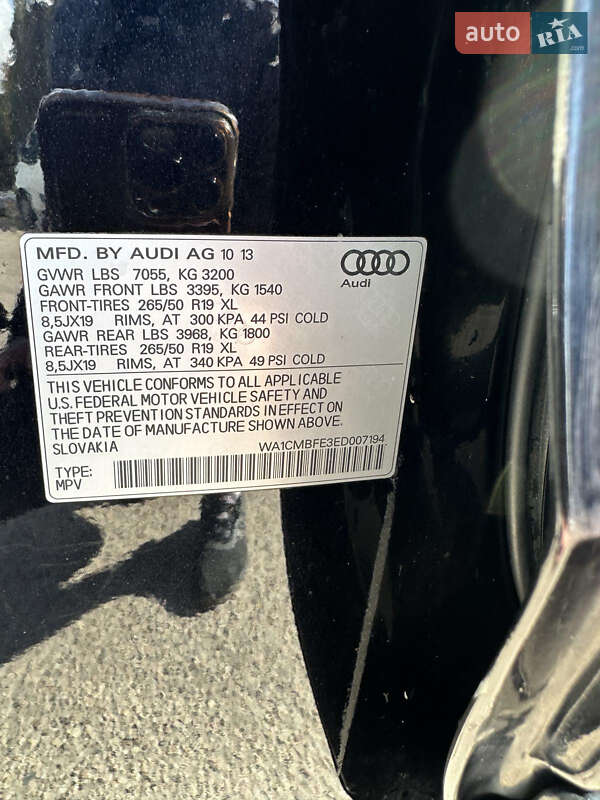 auto RIA
.com
MFD. BY AUDI AG 10 13
GVWR LBS 7055, KG 3200
GAWR FRONT LBS 3395, KG 1540
FRONT-TIRES 265/50 R19 XL
8,5JX19 RIMS, AT 300 KPA 44 PSI COLD
GAWR REAR LBS 3968, KG 1800
REAR-TIRES 265/50 R19 XL
8,5JX19 RIMS, AT 340 KPA 49 PSI COLD
Audi
THIS VEHICLE CONFORMS TO ALL APPLICABLE
U.S. FEDERAL MOTOR VEHICLE SAFETY AND
THEFT PREVENTION STANDARDS IN EFFECT ON
THE DATE OF MANUFACTURE SHOWN ABOVE.
SLOVAKIA WA1CMBFE3ED007194
TYPE:
MPV